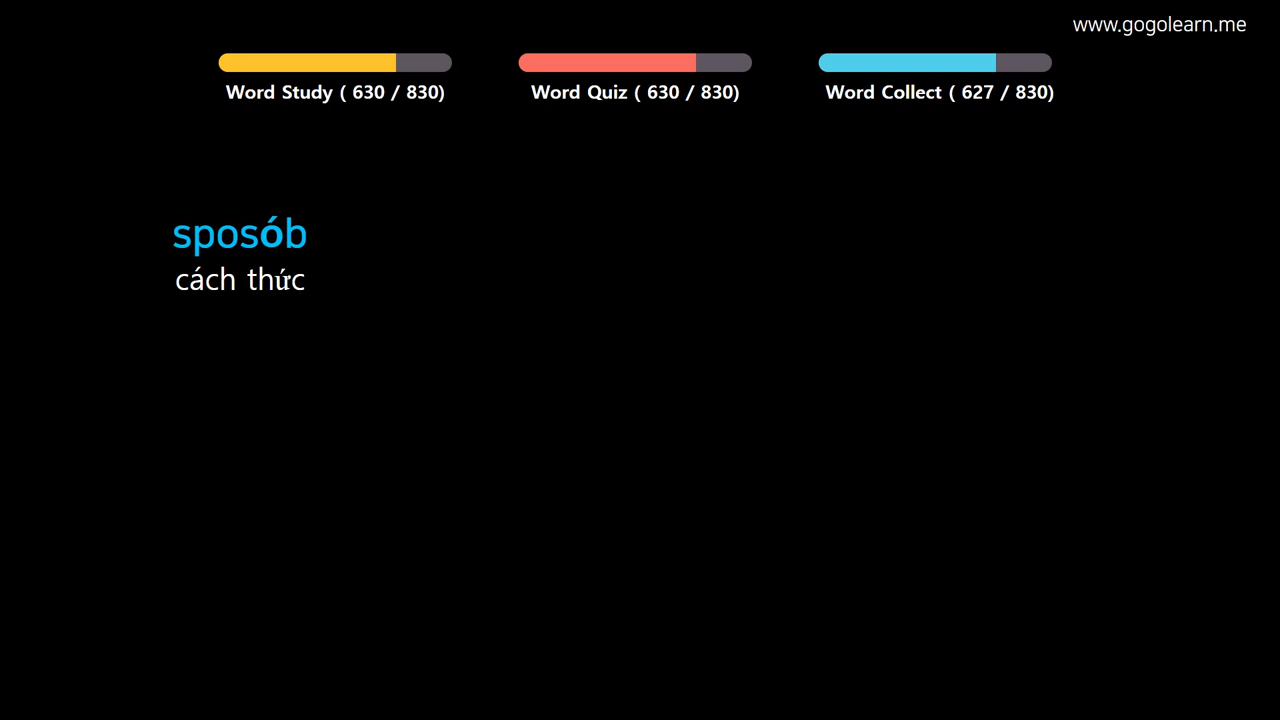 www.gogolearn.me
Word Study ( 630 / 830)
Word Quiz ( 630 / 830)
Word Collect ( 627 / 830)
sposób
cách thức